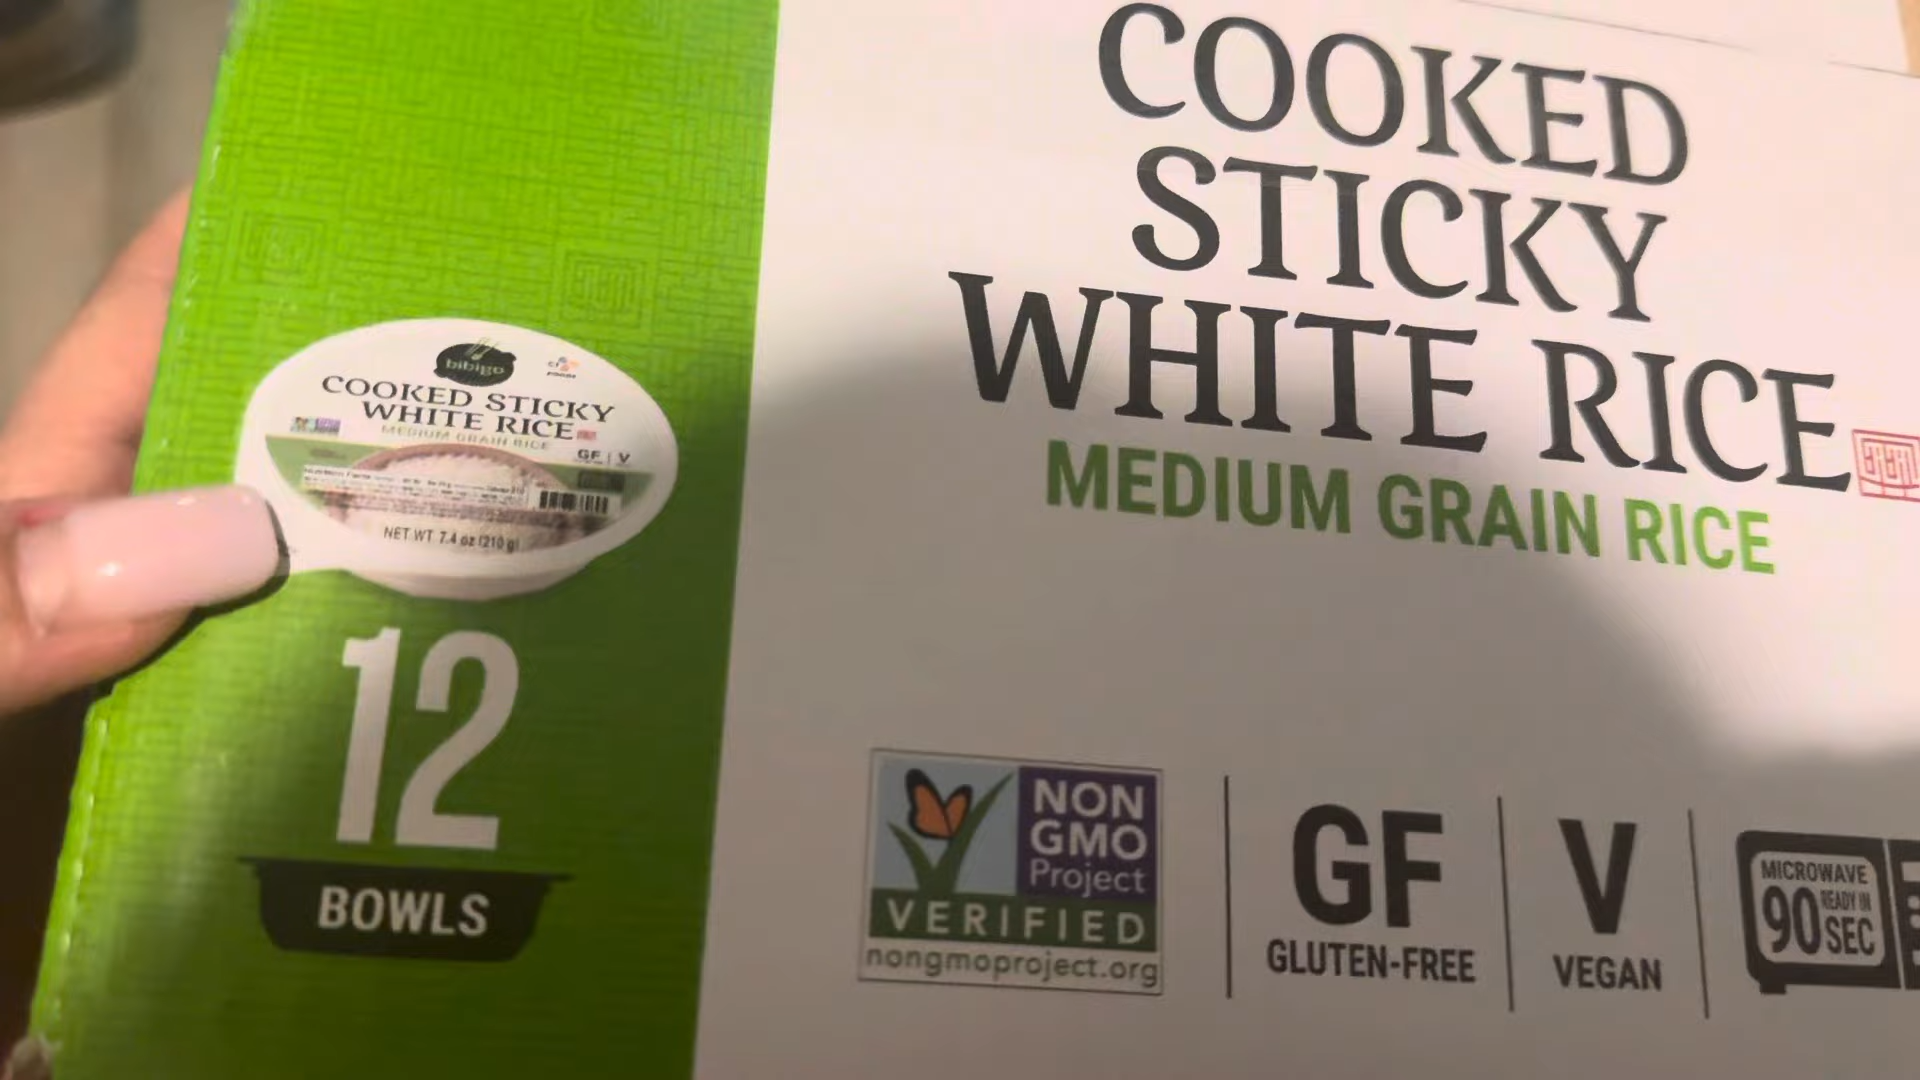 bibigo
COOKED STICKY
WHITE RICE
MEDIUM GRAIN RICE
GF | V
NET WT 7.4 oz (210 g)
12
BOWLS
COOKED
STICKY
WHITE RICE
MEDIUM GRAIN RICE
NON
GMO
Project
VERIFIED
nongmoproject.org
GF
GLUTEN-FREE
V
VEGAN
MICROWAVE
90 READY IN
SEC